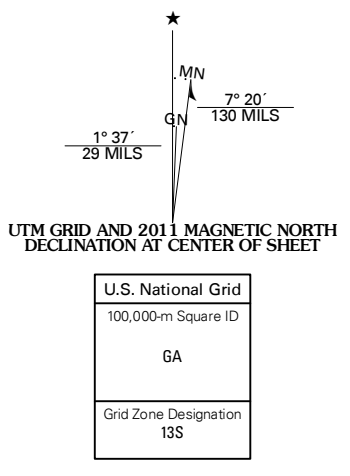 MN
7° 20´
130 MILS
GN
1° 37´
29 MILS
UTM GRID AND 2011 MAGNETIC NORTH
DECLINATION AT CENTER OF SHEET
U.S. National Grid
100,000-m Square ID
GA
Grid Zone Designation
13S